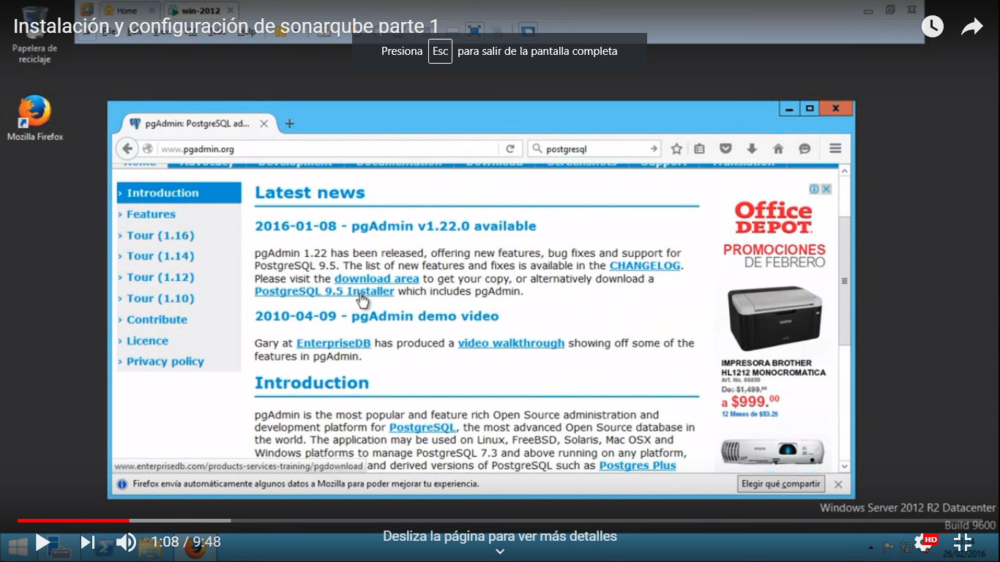 Home
win-2012
Instalación y configuración de sonarqube parte 1
Presiona Esc para salir de la pantalla completa
Papelera de
reciclaje
Mozilla Firefox
pgAdmin: PostgreSQL ad...
www.pgadmin.org
postgresql
Home Advocacy Development Documentation Download Screenshots Support Translation
› Introduction
› Features
› Tour (1.16)
› Tour (1.14)
› Tour (1.12)
› Tour (1.10)
› Contribute
› Licence
› Privacy policy
Latest news
2016-01-08 - pgAdmin v1.22.0 available
pgAdmin 1.22 has been released, offering new features, bug fixes and support for
PostgreSQL 9.5. The list of new features and fixes is available in the CHANGELOG.
Please visit the download area to get your copy, or alternatively download a
PostgreSQL 9.5 Installer which includes pgAdmin.
2010-04-09 - pgAdmin demo video
Gary at EnterpriseDB has produced a video walkthrough showing off some of the
features in pgAdmin.
Introduction
pgAdmin is the most popular and feature rich Open Source administration and
development platform for PostgreSQL, the most advanced Open Source database in
the world. The application may be used on Linux, FreeBSD, Solaris, Mac OSX and
Windows platforms to manage PostgreSQL 7.3 and above running on any platform,
and derived versions of PostgreSQL such as Postgres Plus
www.enterprisedb.com/products-services-training/pgdownload
Office
DEPOT.
PROMOCIONES
DE FEBRERO
brother
IMPRESORA BROTHER
HL1212 MONOCROMATICA
Art. No. 68859
De: $1,499.00
a $999.00
12 Meses de $83.25
EPSON
Firefox envía automáticamente algunos datos a Mozilla para poder mejorar tu experiencia.
Elegir qué compartir
Windows Server 2012 R2 Datacenter
Build 9600
Desliza la página para ver más detalles
1:08 / 9:48
HD
26/02/2016